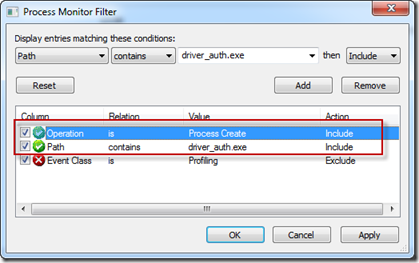 Process Monitor Filter
Display entries matching these conditions:
Path contains driver_auth.exe then Include
Reset Add Remove
Column Relation Value Action
Operation is Process Create Include
Path contains driver_auth.exe Include
Event Class is Profiling Exclude
OK Cancel Apply